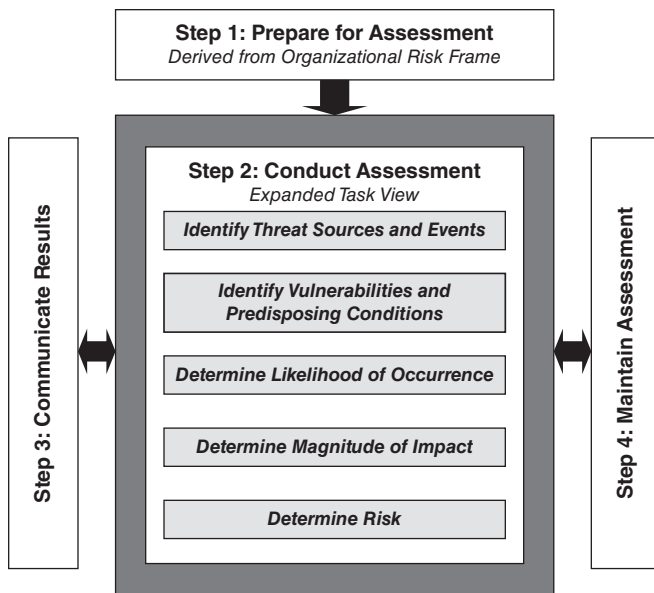 Step 1: Prepare for Assessment
Derived from Organizational Risk Frame
Step 2: Conduct Assessment
Expanded Task View
Identify Threat Sources and Events
Identify Vulnerabilities and
Predisposing Conditions
Determine Likelihood of Occurrence
Determine Magnitude of Impact
Determine Risk
Step 3: Communicate Results
Step 4: Maintain Assessment